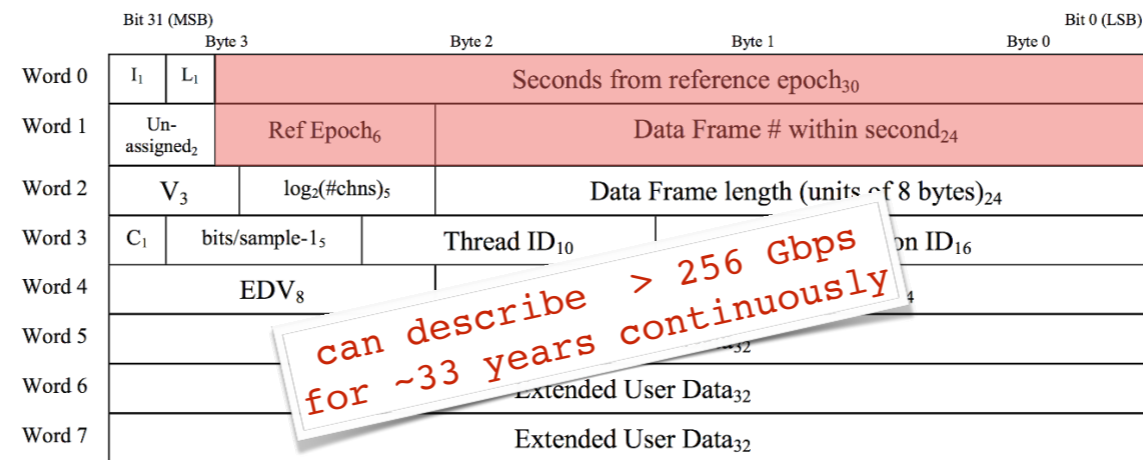 Bit 31 (MSB) Bit 0 (LSB)
Byte 3 Byte 2 Byte 1 Byte 0
Word 0 I₁ L₁ Seconds from reference epoch₃₀
Word 1 Un-
assigned₂ Ref Epoch₆ Data Frame # within second₂₄
Word 2 V₃ log₂(#chns)₅ Data Frame length (units of 8 bytes)₂₄
Word 3 C₁ bits/sample-1₅ Thread ID₁₀ ID₁₆
Word 4 EDV₈
Word 5
Word 6 Extended User Data₃₂
Word 7 Extended User Data₃₂
can describe > 256 Gbps
for ~33 years continuously